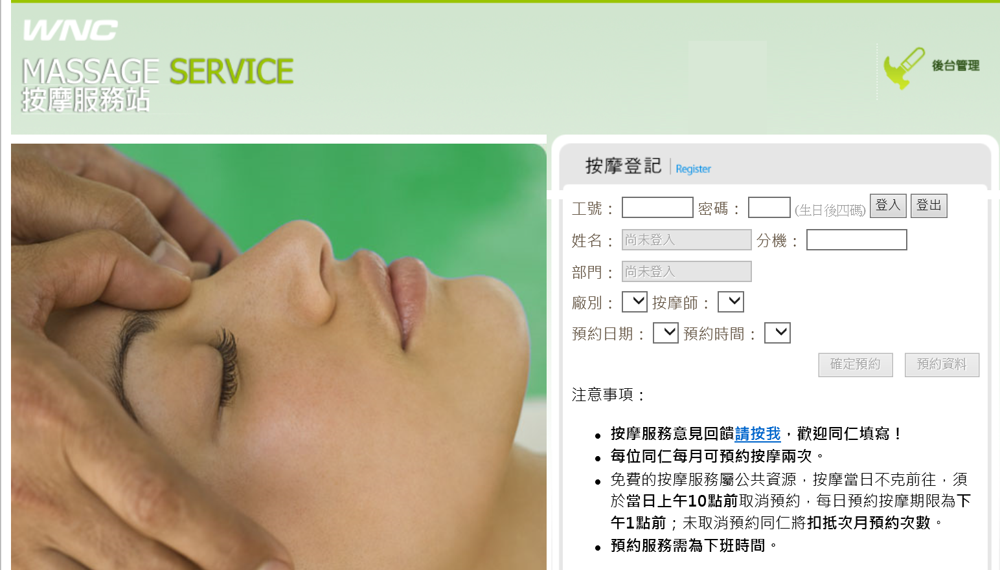 WNC
MASSAGE SERVICE
按摩服務站
後台管理
按摩登記 Register
工號： 密碼： (生日後四碼) 登入 登出
姓名： 尚未登入 分機：
部門： 尚未登入
廠別： 按摩師：
預約日期： 預約時間：
確定預約 預約資料
注意事項：
按摩服務意見回饋請按我，歡迎同仁填寫！
每位同仁每月可預約按摩兩次。
免費的按摩服務屬公共資源，按摩當日不克前往，須
於當日上午10點前取消預約，每日預約按摩期限為下
午1點前；未取消預約同仁將扣抵次月預約次數。
預約服務需為下班時間。